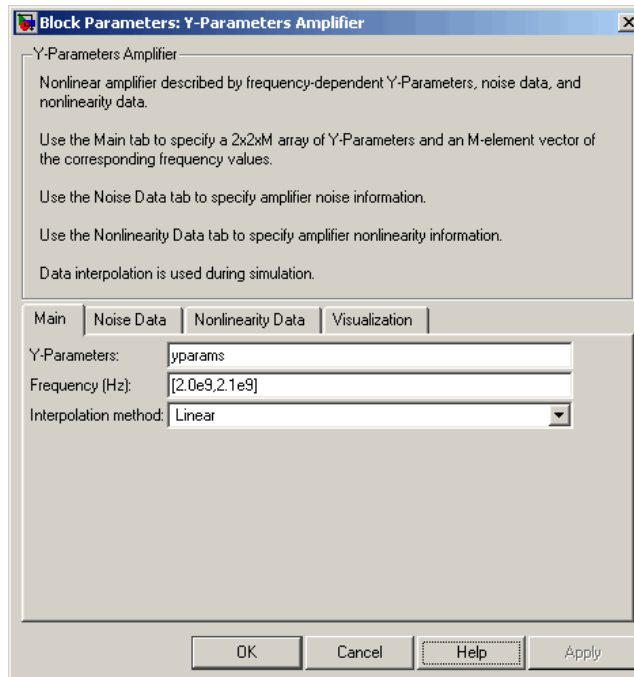 Block Parameters: Y-Parameters Amplifier
Y-Parameters Amplifier
Nonlinear amplifier described by frequency-dependent Y-Parameters, noise data, and
nonlinearity data.
Use the Main tab to specify a 2x2xM array of Y-Parameters and an M-element vector of
the corresponding frequency values.
Use the Noise Data tab to specify amplifier noise information.
Use the Nonlinearity Data tab to specify amplifier nonlinearity information.
Data interpolation is used during simulation.
Main Noise Data Nonlinearity Data Visualization
Y-Parameters: yparams
Frequency (Hz): [2.0e9,2.1e9]
Interpolation method: Linear
OK Cancel Help Apply